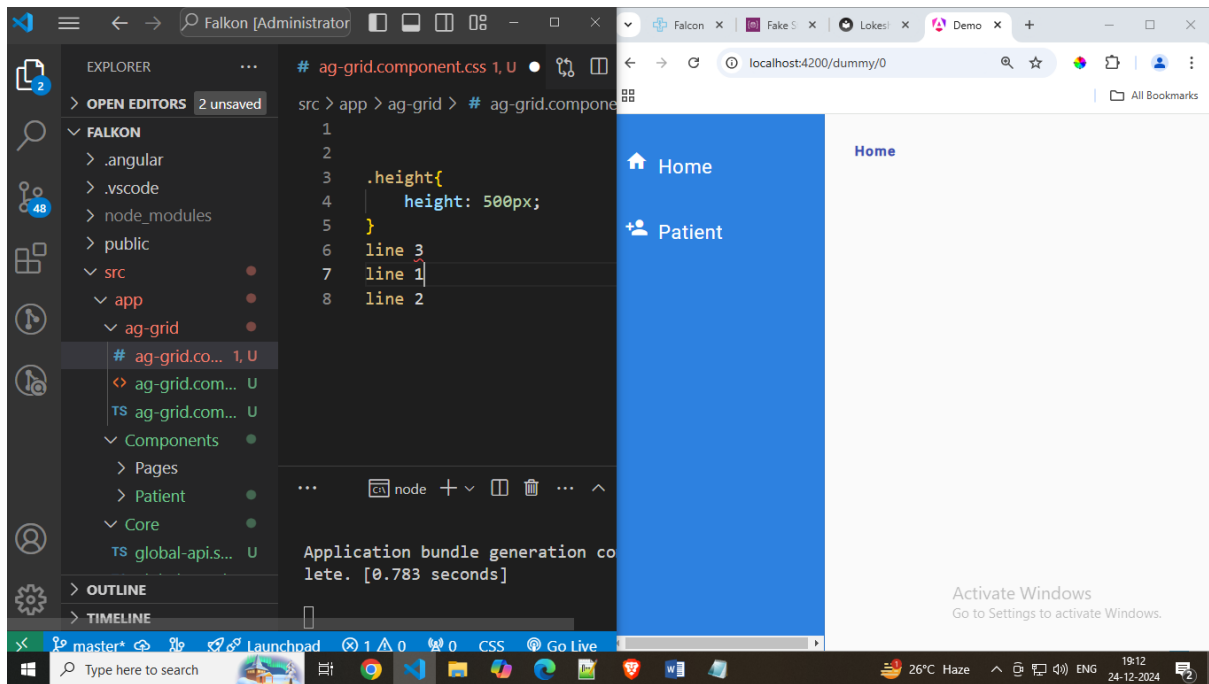 Falkon [Administrator
EXPLORER
OPEN EDITORS 2 unsaved
FALKON
.angular
.vscode
node_modules
public
src
app
ag-grid
# ag-grid.co... 1, U
<> ag-grid.com... U
TS ag-grid.com... U
Components
Pages
Patient
Core
TS global-api.s... U
OUTLINE
TIMELINE
2
48
# ag-grid.component.css 1, U
src > app > ag-grid > # ag-grid.compone
1
2
3 .height{
4 height: 500px;
5 }
6 line 3
7 line 1
8 line 2
... node
Application bundle generation co
lete. [0.783 seconds]
master* Launchpad 1 0 0 CSS Go Live
Falcon Fake S Lokesh Demo
localhost:4200/dummy/0
All Bookmarks
Home
Patient
Home
Activate Windows
Go to Settings to activate Windows.
Type here to search
26°C Haze ENG 19:12
24-12-2024
2